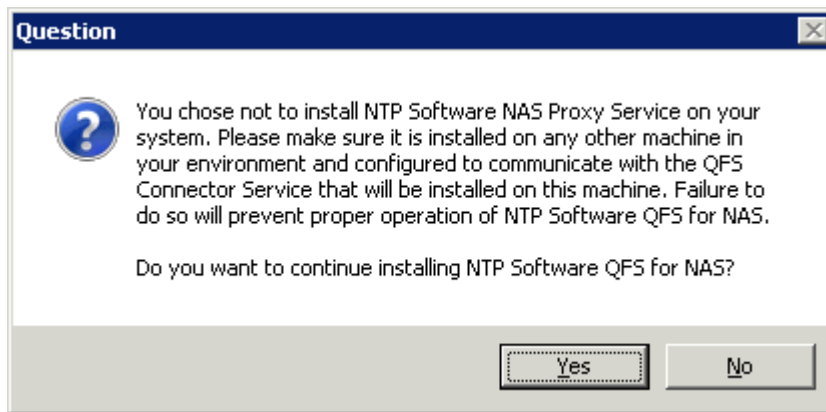 Question
You chose not to install NTP Software NAS Proxy Service on your
system. Please make sure it is installed on any other machine in
your environment and configured to communicate with the QFS
Connector Service that will be installed on this machine. Failure to
do so will prevent proper operation of NTP Software QFS for NAS.
Do you want to continue installing NTP Software QFS for NAS?
Yes
No